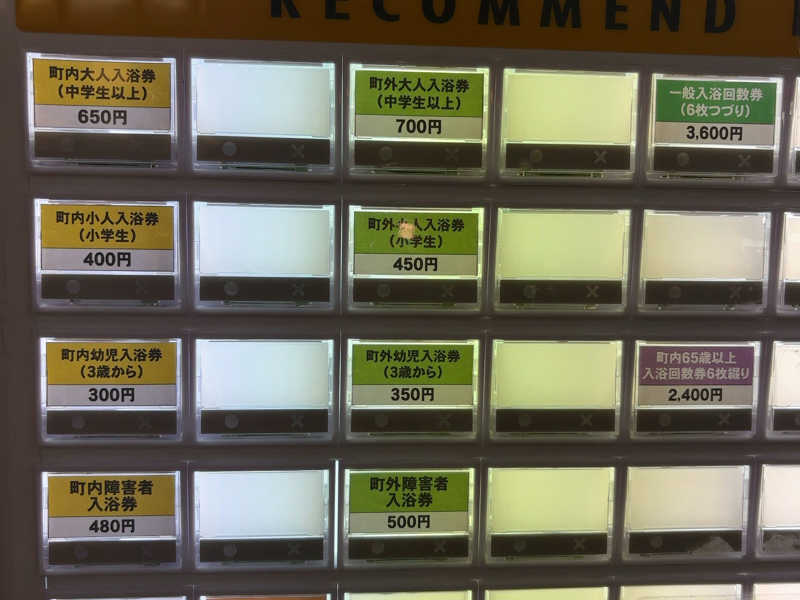 RECOMMEND
町内大人入浴券
（中学生以上）
650円
町外大人入浴券
（中学生以上）
700円
一般入浴回数券
（6枚つづり）
3,600円
町内小人入浴券
（小学生）
400円
町外小人入浴券
（小学生）
450円
町内幼児入浴券
（3歳から）
300円
町外幼児入浴券
（3歳から）
350円
町内65歳以上
入浴回数券6枚綴り
2,400円
町内障害者
入浴券
480円
町外障害者
入浴券
500円